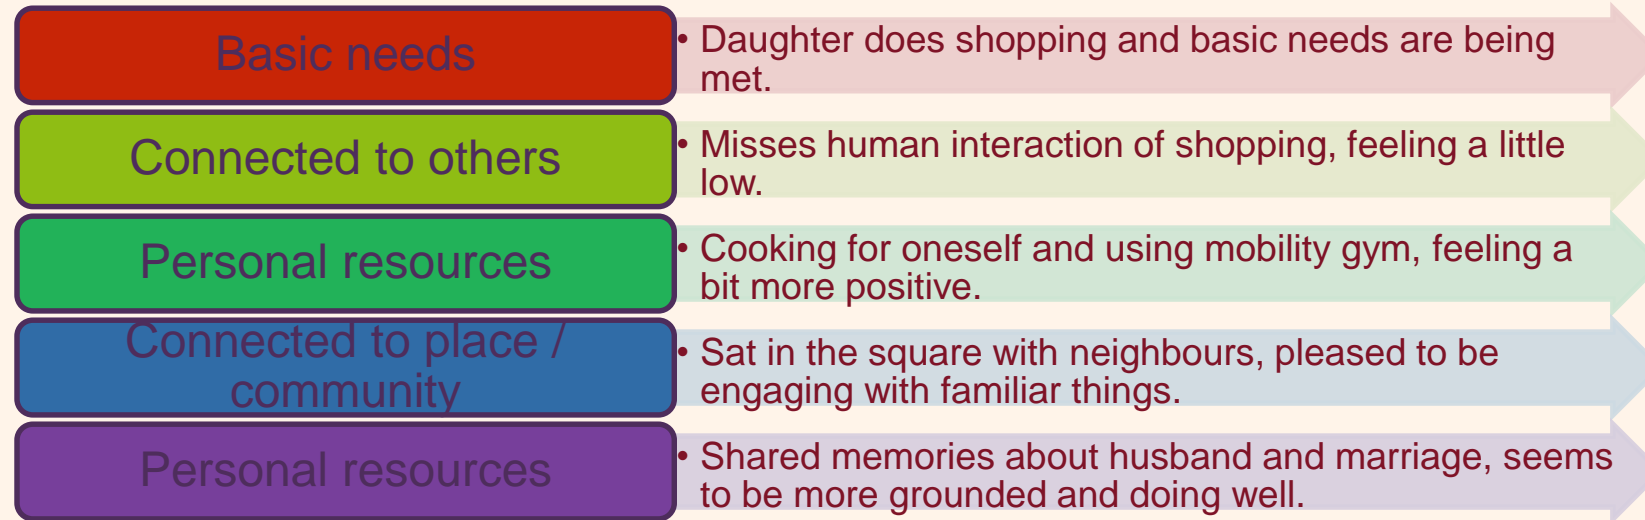 Basic needs
• Daughter does shopping and basic needs are being
met.
Connected to others
• Misses human interaction of shopping, feeling a little
low.
Personal resources
• Cooking for oneself and using mobility gym, feeling a
bit more positive.
Connected to place /
community
• Sat in the square with neighbours, pleased to be
engaging with familiar things.
Personal resources
• Shared memories about husband and marriage, seems
to be more grounded and doing well.